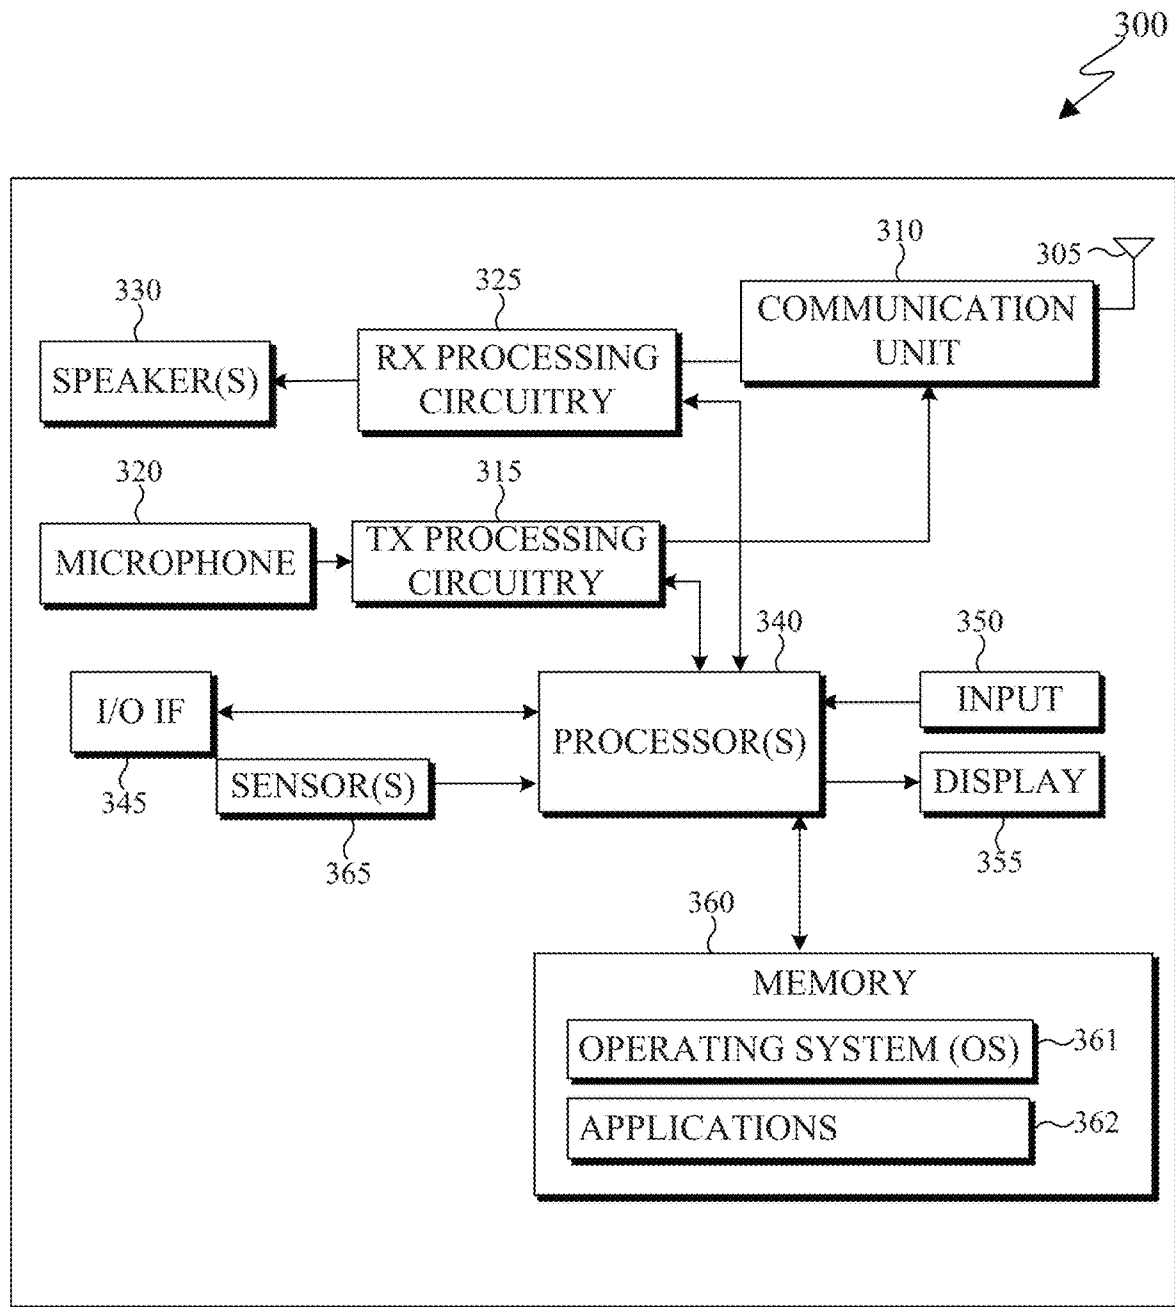 300
310
305
325
330
COMMUNICATION
UNIT
RX PROCESSING
CIRCUITRY
SPEAKER(S)
320
315
MICROPHONE
TX PROCESSING
CIRCUITRY
340
350
I/O IF
PROCESSOR(S)
INPUT
345
SENSOR(S)
DISPLAY
365
355
360
MEMORY
OPERATING SYSTEM (OS)
361
APPLICATIONS
362